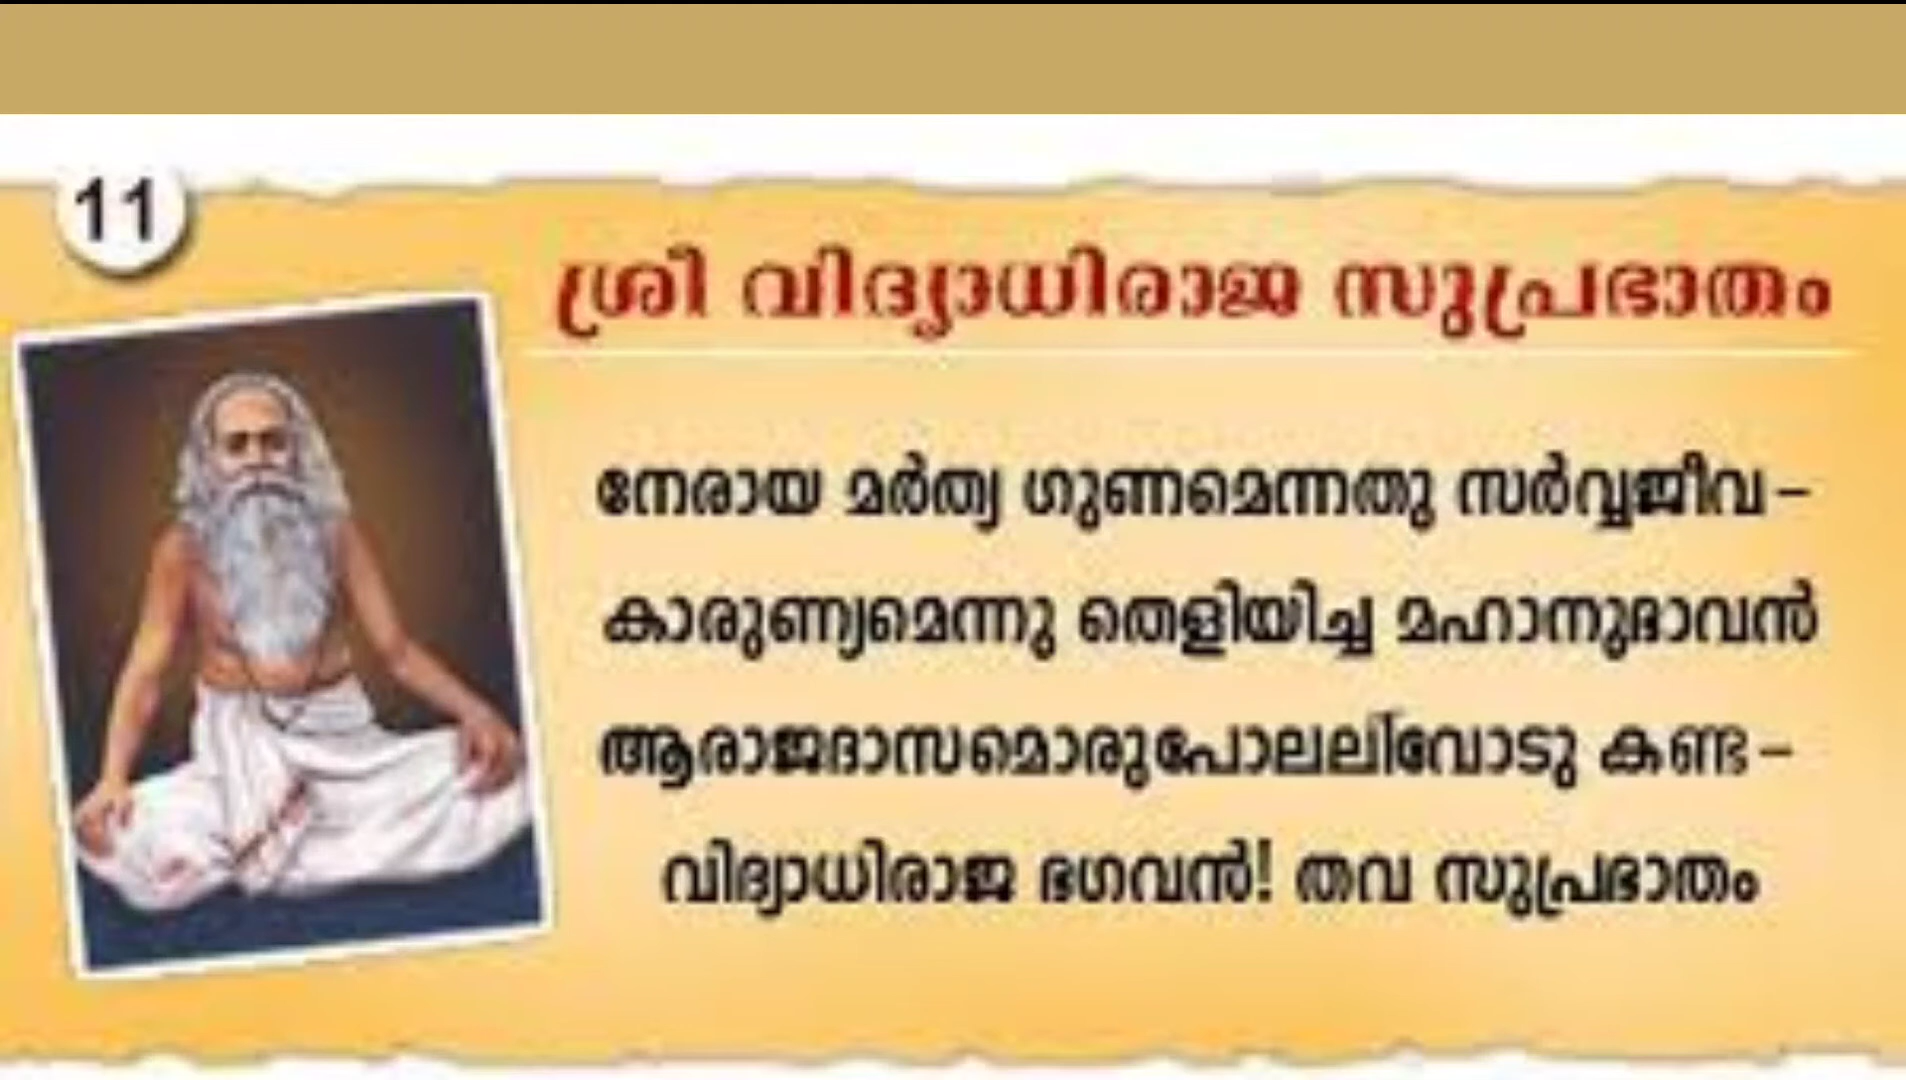 11
ശ്രീ വിദ്യാധിരാജ സുപ്രഭാതം
നേരായ മർത്യ ഗുണമെന്നതു സർവ്വജീവ-
കാരുണ്യമെന്നു തെളിയിച്ച മഹാനുഭാവൻ
ആരാജദാസമൊരുപോലലിവോടു കണ്ട-
വിദ്യാധിരാജ ഭഗവൻ! തവ സുപ്രഭാതം